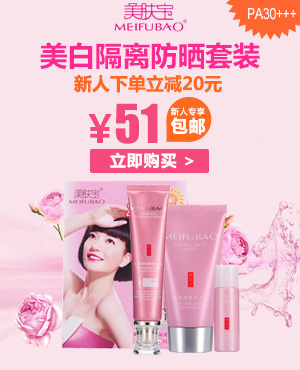 美肤宝
MEIFUBAO®
PA30+++
美白隔离防晒套装
新人下单立减20元
¥51
新人专享
包邮
立即购买 >
美肤宝
MEIFUBAO
MEIFUBAO